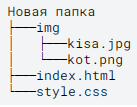 Новая папка
├──img
│   ├──kisa.jpg
│   └──kot.png
├──index.html
└──style.css